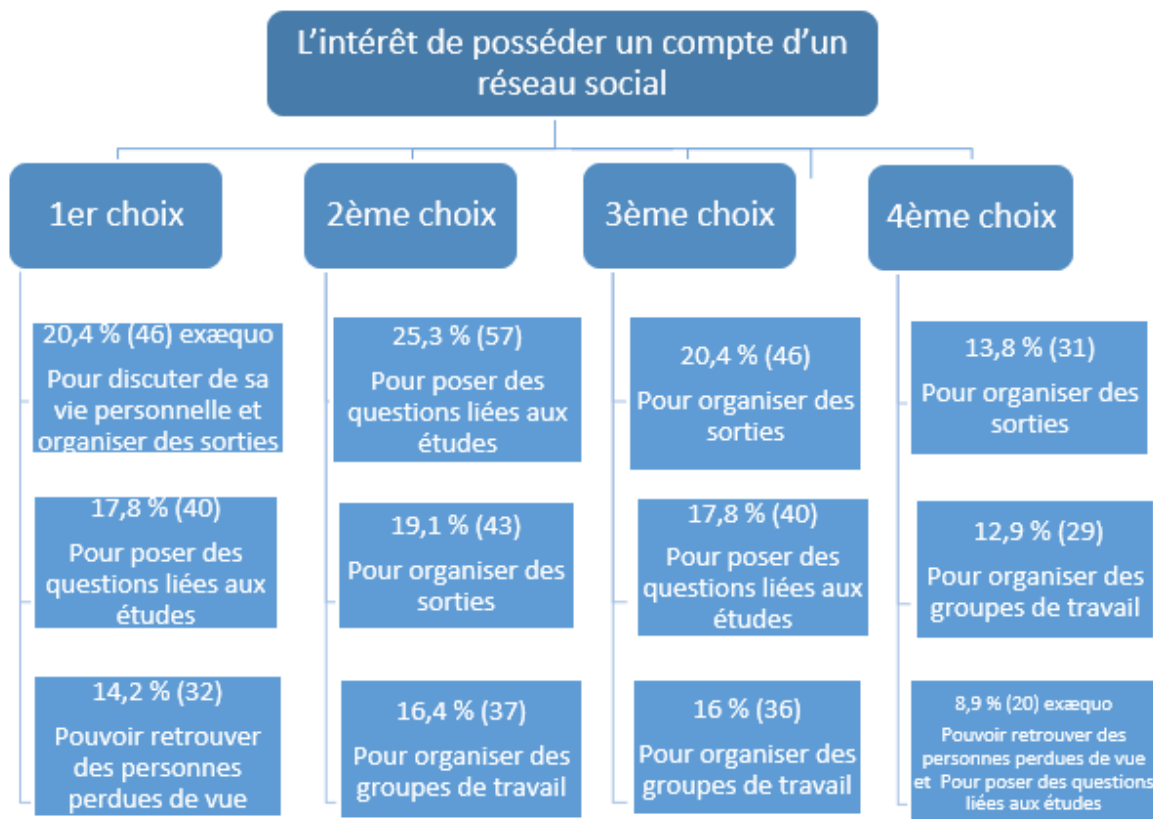 L’intérêt de posséder un compte d’un
réseau social
1er choix
20,4 % (46) exæquo
Pour discuter de sa
vie personnelle et
organiser des sorties
17,8 % (40)
Pour poser des
questions liées aux
études
14,2 % (32)
Pouvoir retrouver
des personnes
perdues de vue
2ème choix
25,3 % (57)
Pour poser des
questions liées aux
études
19,1 % (43)
Pour organiser des
sorties
16,4 % (37)
Pour organiser des
groupes de travail
3ème choix
20,4 % (46)
Pour organiser des
sorties
17,8 % (40)
Pour poser des
questions liées aux
études
16 % (36)
Pour organiser des
groupes de travail
4ème choix
13,8 % (31)
Pour organiser des
sorties
12,9 % (29)
Pour organiser des
groupes de travail
8,9 % (20) exæquo
Pouvoir retrouver des
personnes perdues de vue
et Pour poser des questions
liées aux études